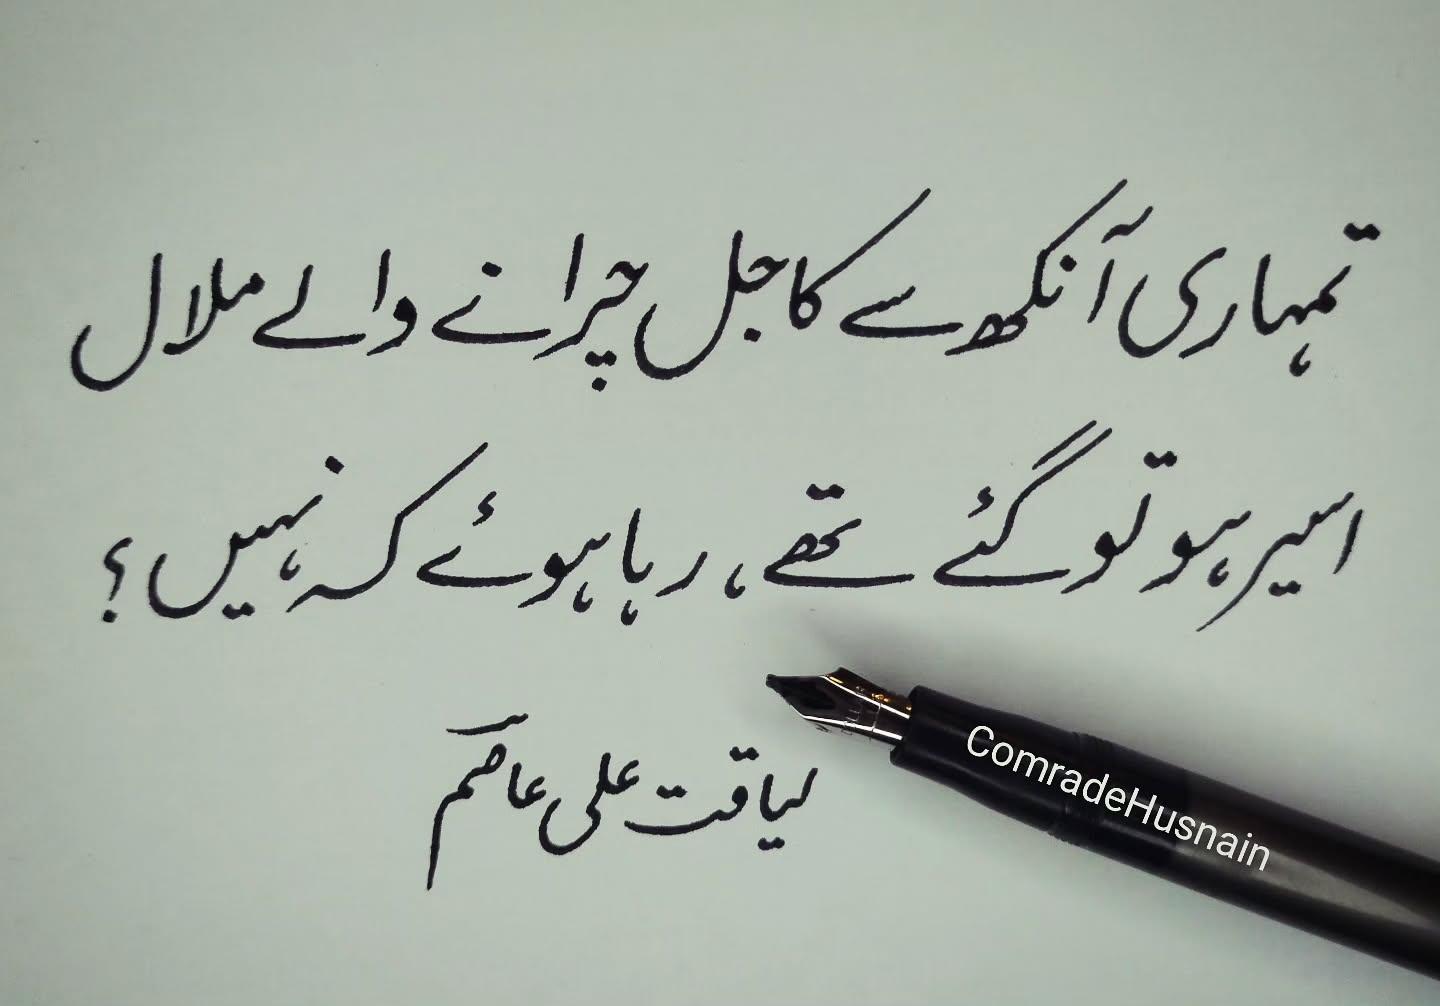 تمہاری آنکھ سے کاجل چرانے والے ملال
اسیر ہو تو گئے تھے، رہا ہوئے کہ نہیں؟
لیاقت علی عاصم
ComradeHusnain